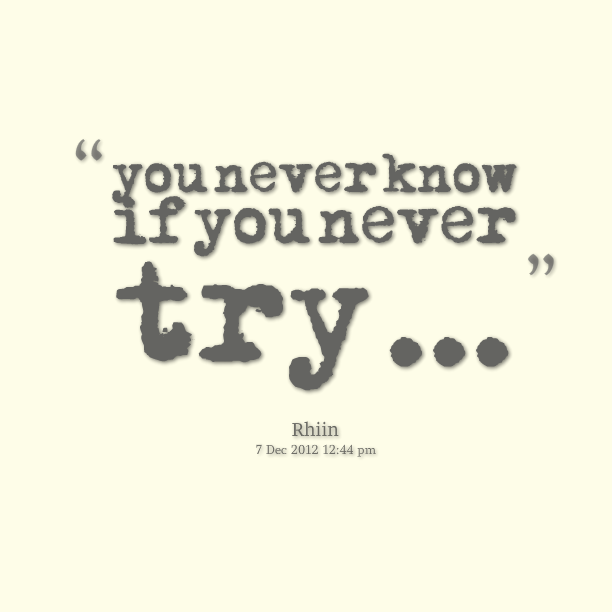 “ you never know
if you never ”
try...
Rhiin
7 Dec 2012 12:44 pm